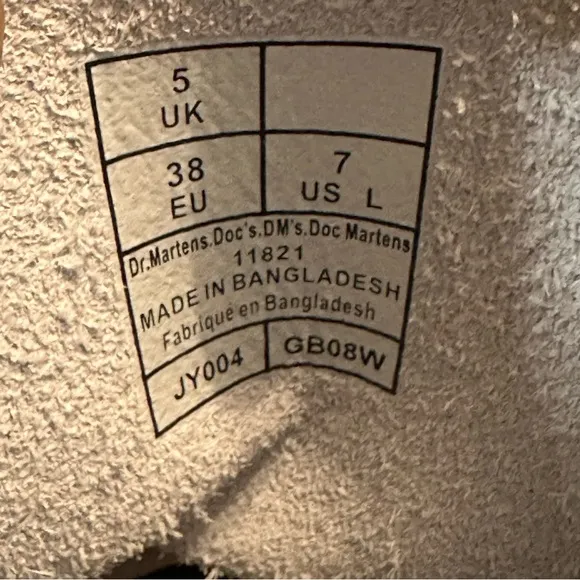 5
UK
38
EU
7
US L
Dr.Martens.Doc's.DM's.Doc Martens
11821
MADE IN BANGLADESH
Fabriqué en Bangladesh
JY004
GB08W